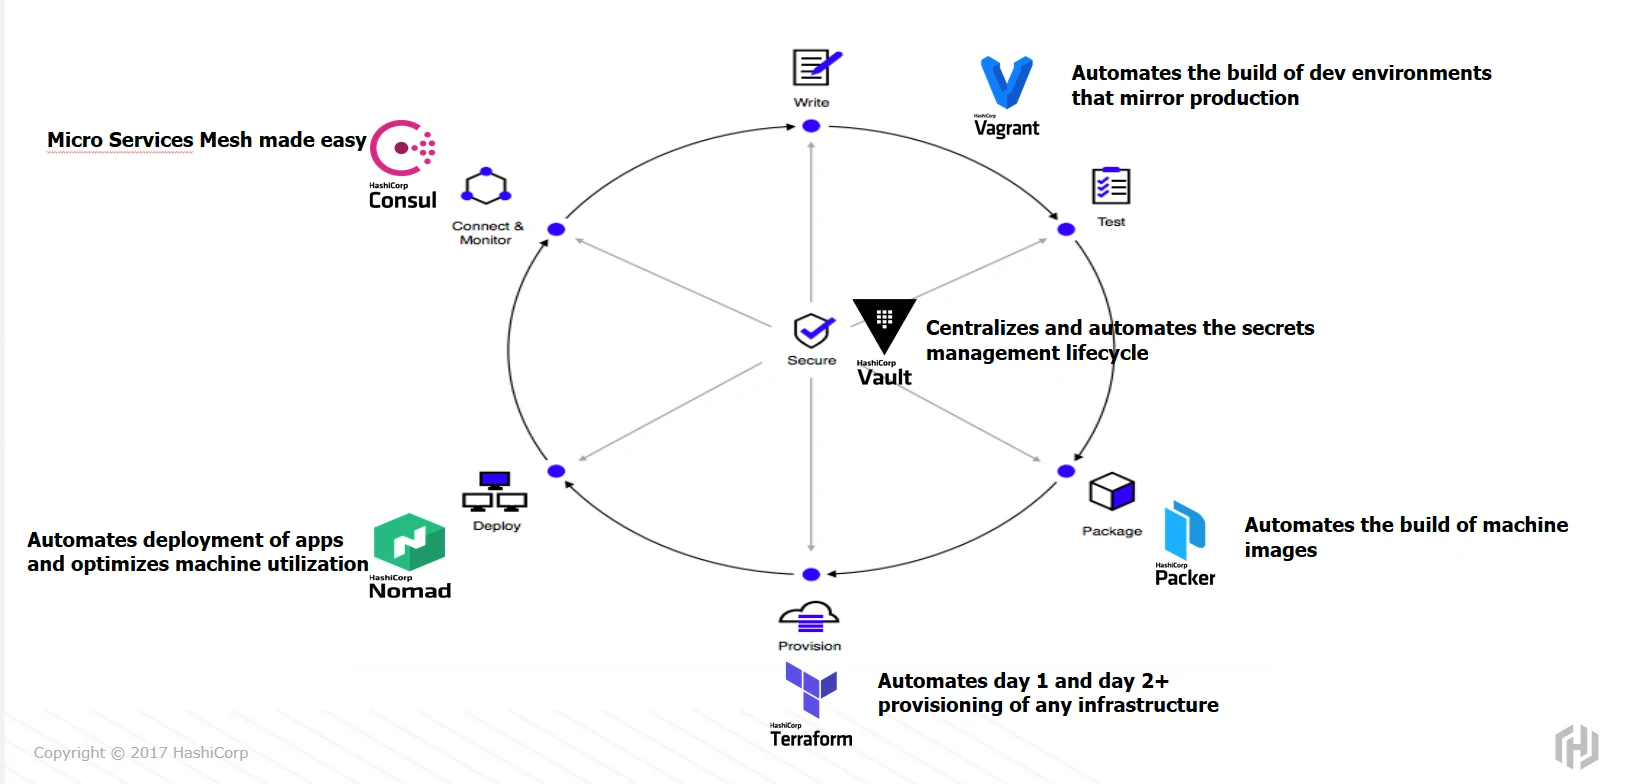 Write
HashiCorp
Vagrant
Automates the build of dev environments
that mirror production
Micro Services Mesh made easy
HashiCorp
Consul
Connect &
Monitor
Test
Secure
HashiCorp
Vault
Centralizes and automates the secrets
management lifecycle
Deploy
Automates deployment of apps
and optimizes machine utilization
HashiCorp
Nomad
Package
HashiCorp
Packer
Automates the build of machine
images
Provision
HashiCorp
Terraform
Automates day 1 and day 2+
provisioning of any infrastructure
Copyright © 2017 HashiCorp